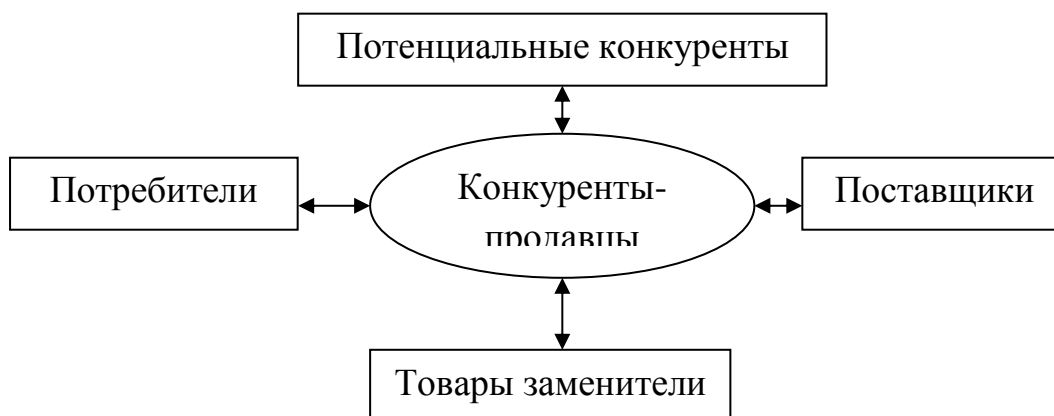 Потенциальные конкуренты
Потребители
Конкуренты-
продавцы
Поставщики
Товары заменители